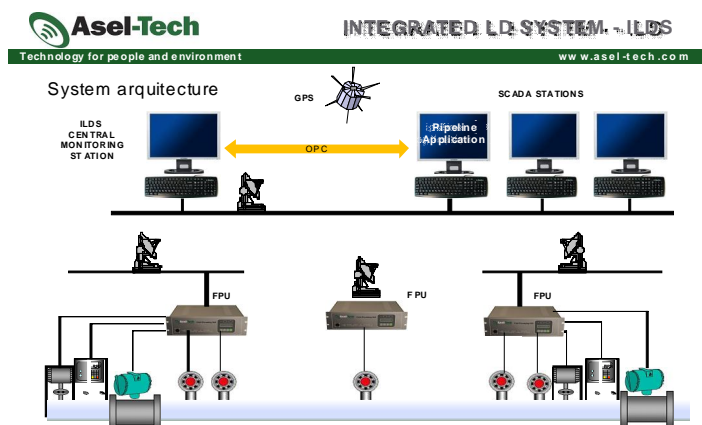 Asel-Tech
INTEGRATED LD SYSTEM - ILDS
Technology for people and environment
www.asel-tech.com
System arquitecture
GPS
SCADA STATIONS
ILDS
CENTRAL
MONITORING
STATION
OPC
Pipeline
Application
FPU
FPU
FPU